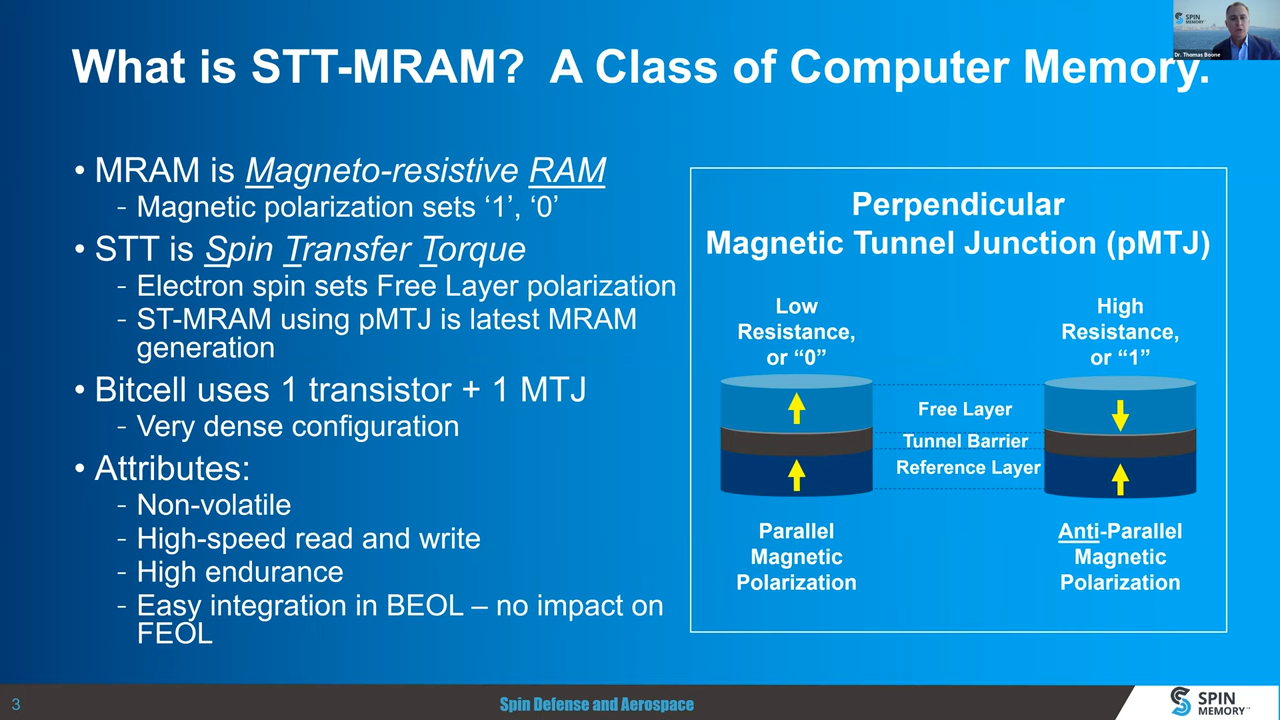 SPIN
MEMORY
Dr. Thomas Boone
What is STT-MRAM? A Class of Computer Memory.
• MRAM is Magneto-resistive RAM
- Magnetic polarization sets ‘1’, ‘0’
• STT is Spin Transfer Torque
- Electron spin sets Free Layer polarization
- ST-MRAM using pMTJ is latest MRAM
generation
• Bitcell uses 1 transistor + 1 MTJ
- Very dense configuration
• Attributes:
- Non-volatile
- High-speed read and write
- High endurance
- Easy integration in BEOL – no impact on
FEOL
Perpendicular
Magnetic Tunnel Junction (pMTJ)
Low
Resistance,
or “0”
High
Resistance,
or “1”
Free Layer
Tunnel Barrier
Reference Layer
Parallel
Magnetic
Polarization
Anti-Parallel
Magnetic
Polarization
3
Spin Defense and Aerospace
SPIN
MEMORY™